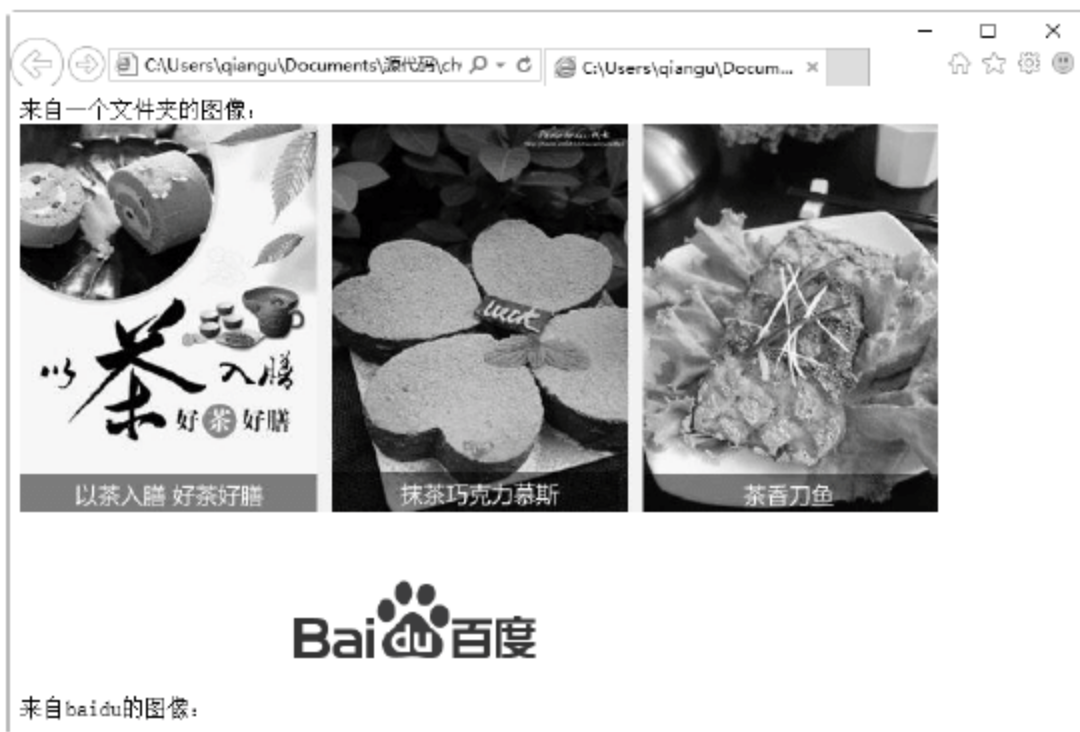 C:\Users\qiangu\Documents\源代码\ch
C:\Users\qiangu\Docum...
来自一个文件夹的图像：
luck
以茶入膳
好茶好膳
以茶入膳 好茶好膳
抹茶巧克力慕斯
茶香刀鱼
Bai du 百度
来自baidu的图像：